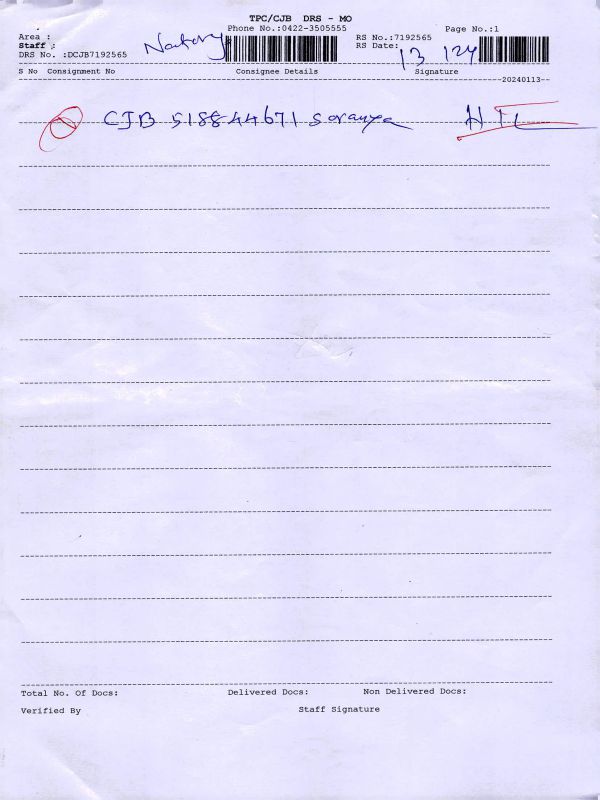 TPC/CJB DRS - MO
Phone No.:0422-3505555 Page No.:1
Area :
Staff :
DRS No. :DCJB7192565
RS No.:7192565
RS Date: 13 1 24
S No Consignment No Consignee Details Signature
20240113
CJB 518844671 Soranya
Total No. Of Docs: Delivered Docs: Non Delivered Docs:
Verified By Staff Signature